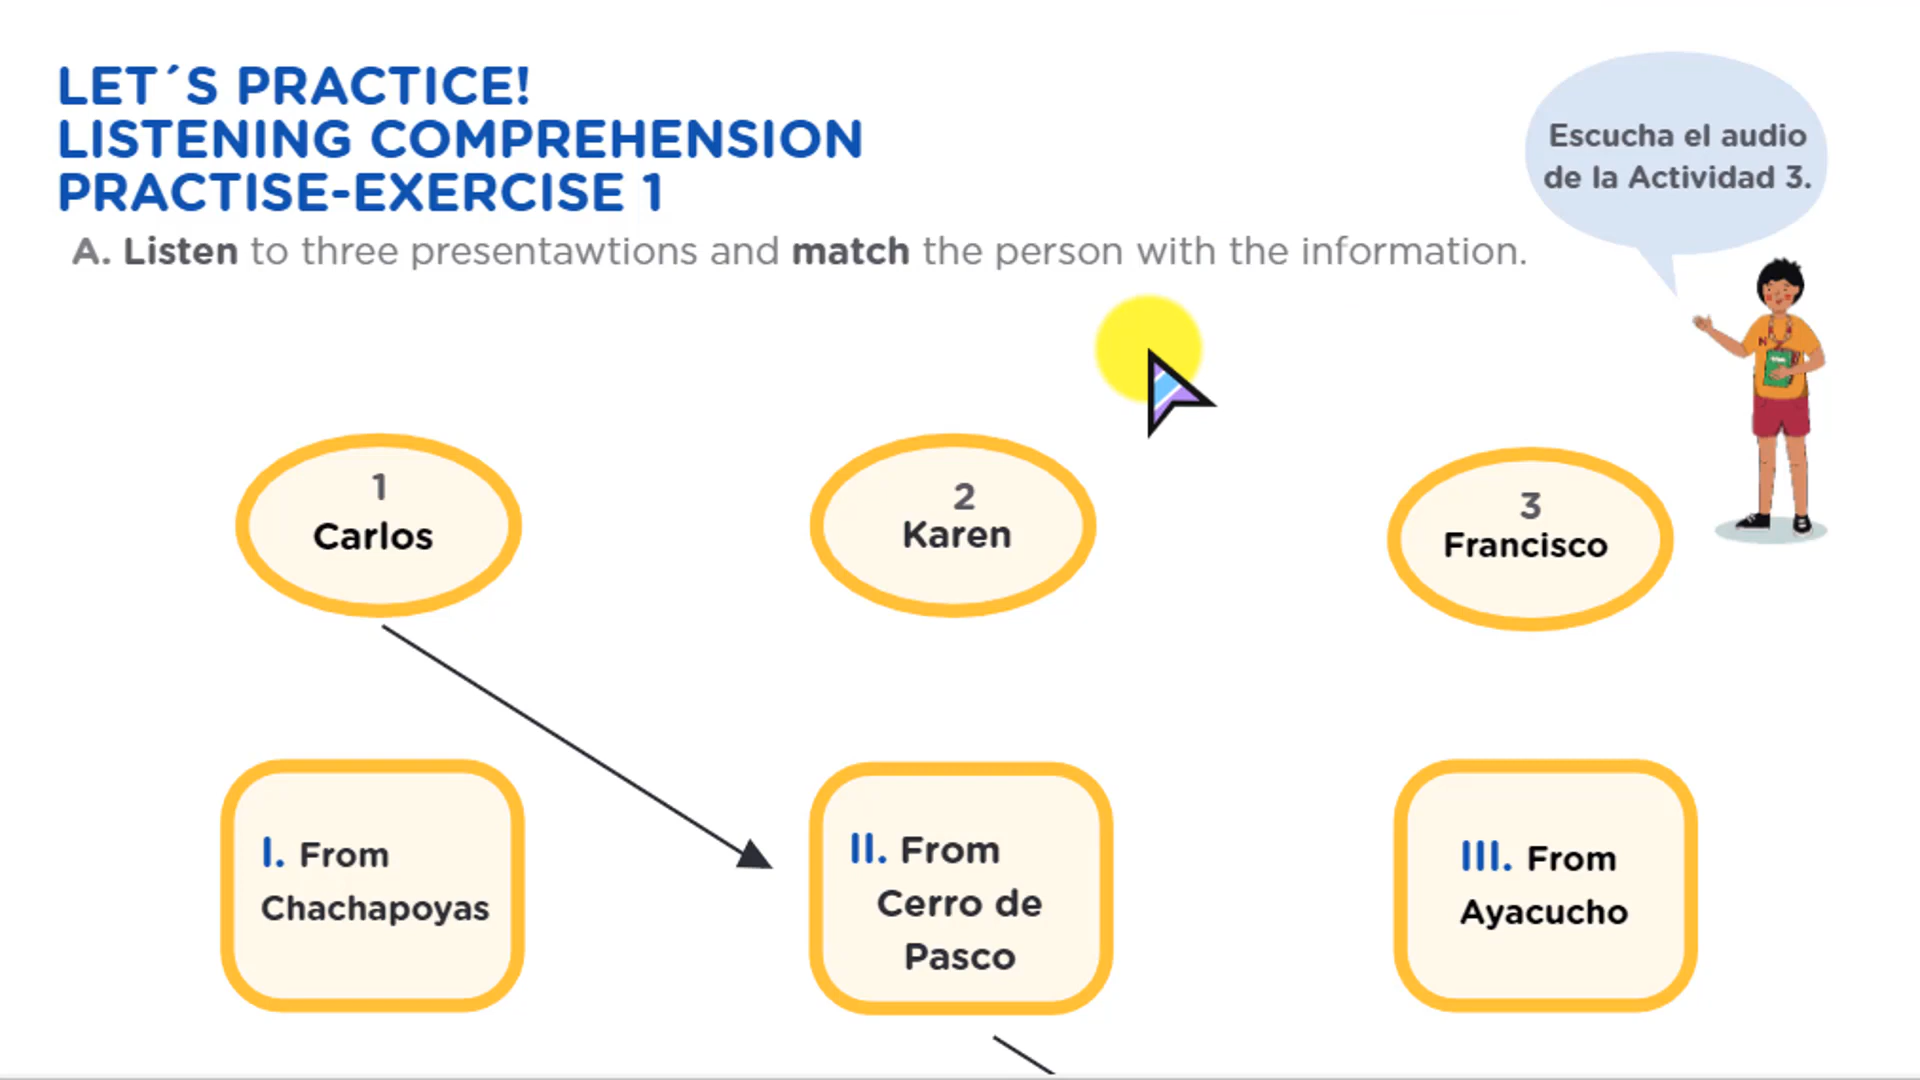 LET´S PRACTICE!
LISTENING COMPREHENSION
PRACTISE-EXERCISE 1
A. Listen to three presentawtions and match the person with the information.
Escucha el audio
de la Actividad 3.
1
Carlos
2
Karen
3
Francisco
I. From
Chachapoyas
II. From
Cerro de
Pasco
III. From
Ayacucho